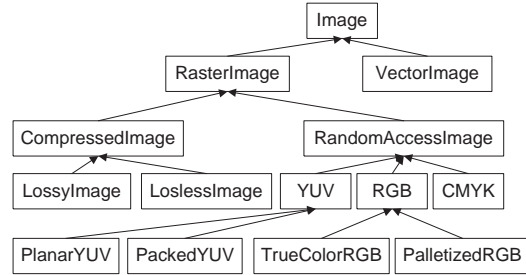 Image
RasterImage VectorImage
CompressedImage RandomAccessImage
LossyImage LoslessImage YUV RGB CMYK
PlanarYUV PackedYUV TrueColorRGB PalletizedRGB